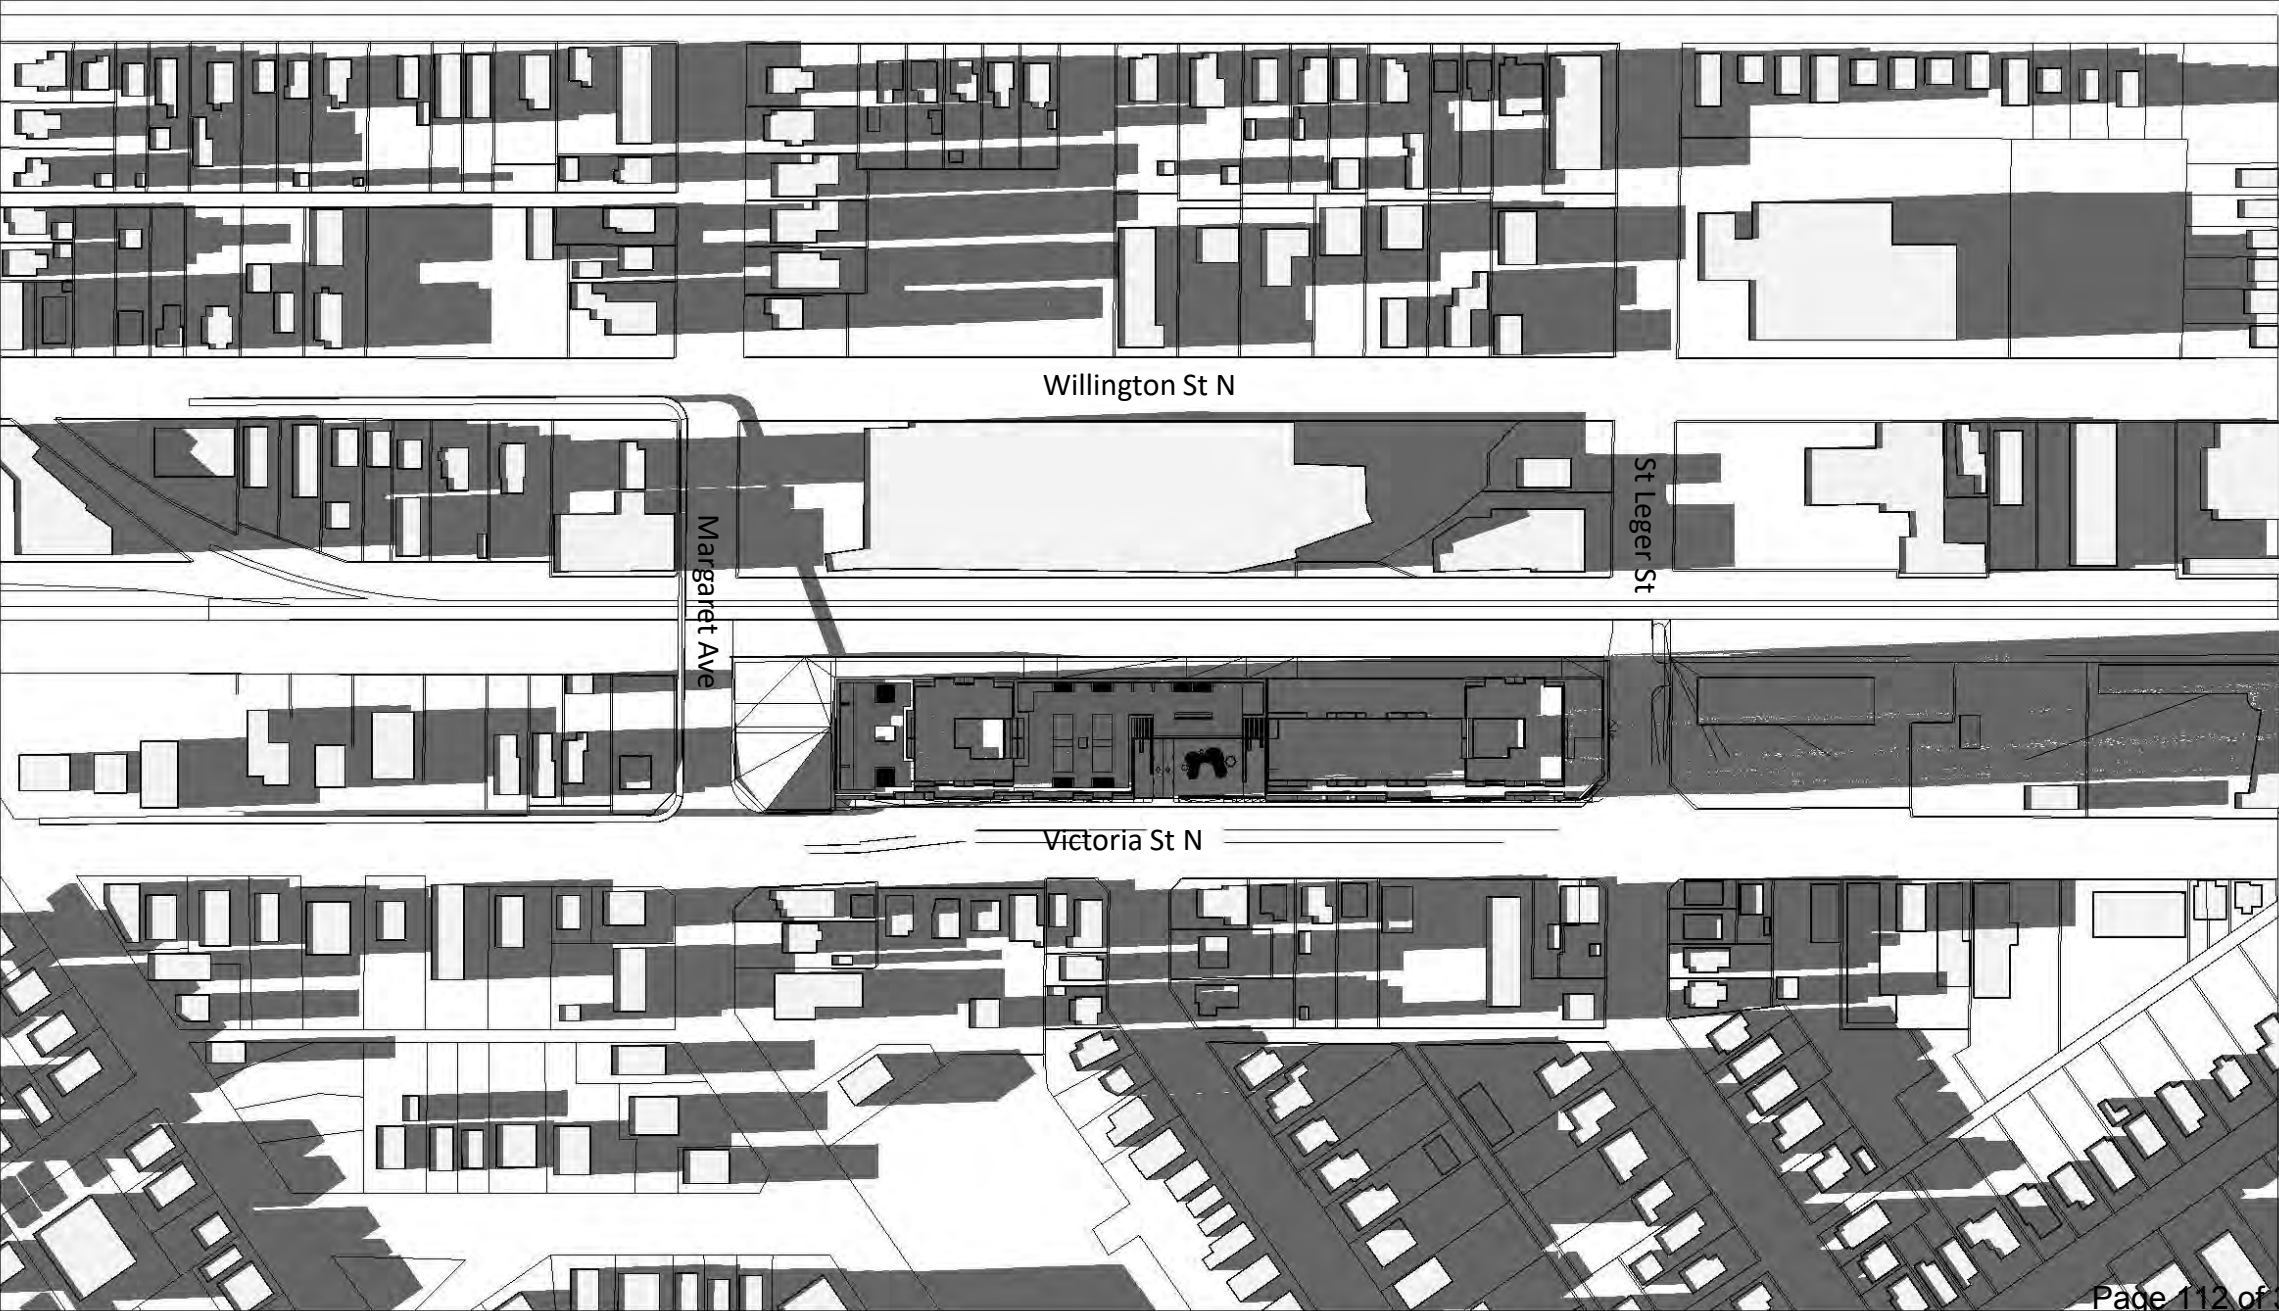 Willington St N
St Leger St
Margaret Ave
Victoria St N
Page 112 of